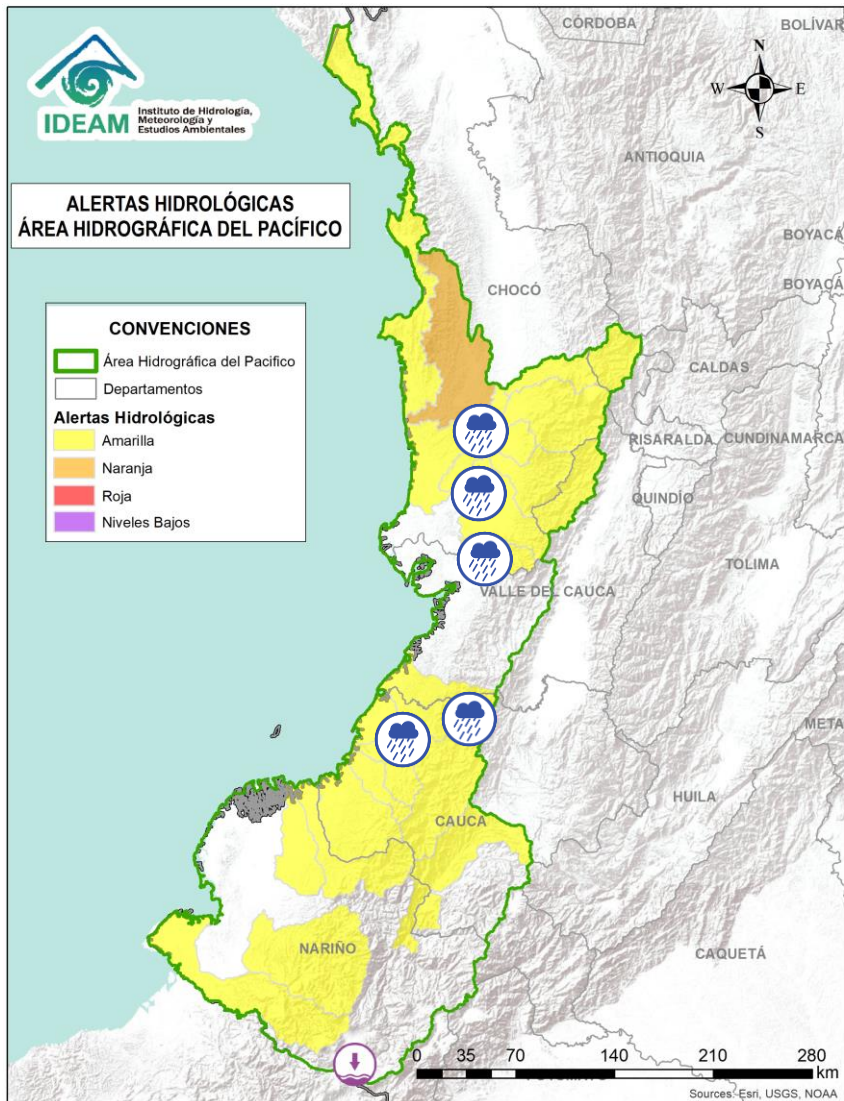 IDEAM
Instituto de Hidrología,
Meteorología y
Estudios Ambientales
ALERTAS HIDROLÓGICAS
ÁREA HIDROGRÁFICA DEL PACÍFICO
CONVENCIONES
Área Hidrográfica del Pacifico
Departamentos
Alertas Hidrológicas
Amarilla
Naranja
Roja
Niveles Bajos
CÓRDOBA
BOLÍVAR
N
W E
S
ANTIOQUIA
BOYACÁ
BOYACÁ
CHOCÓ
CALDAS
RISARALDA
CUNDINAMARCA
QUINDÍO
TOLIMA
VALLE DEL CAUCA
META
HUILA
CAUCA
NARIÑO
CAQUETÁ
0 35 70 140 210 280
km
Sources: Esri, USGS, NOAA